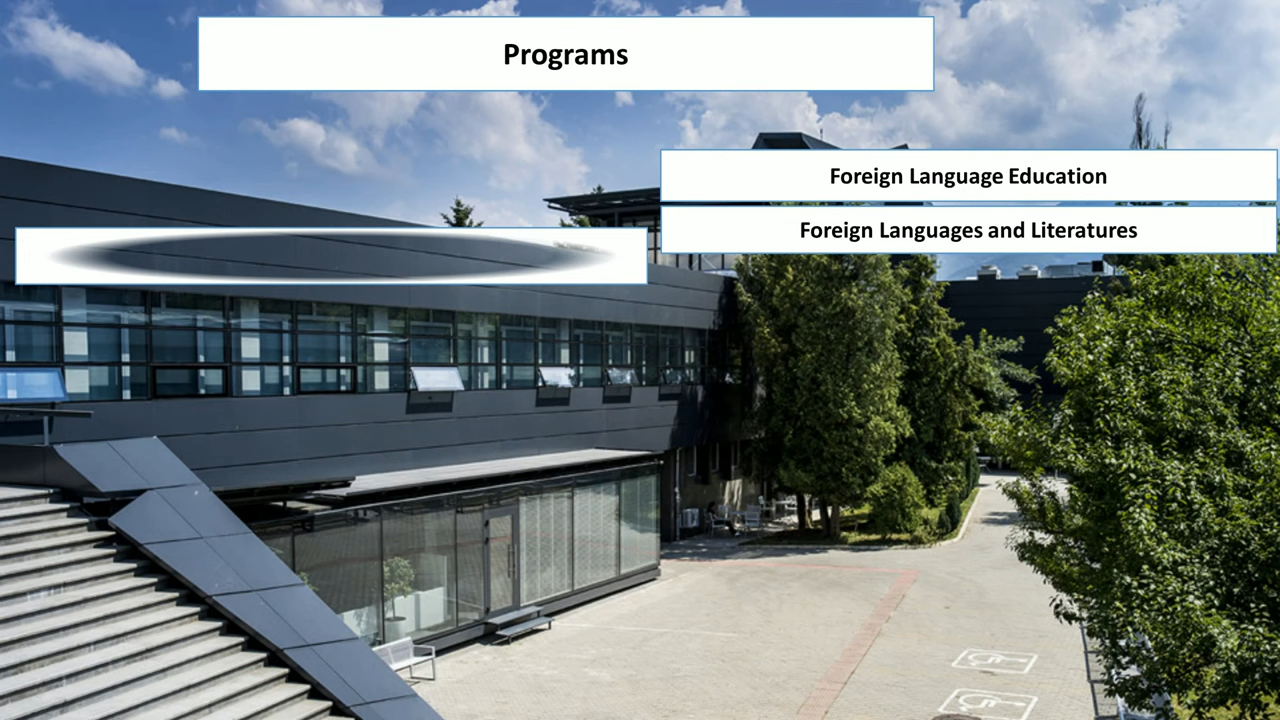 Programs
Foreign Language Education
Foreign Languages and Literatures